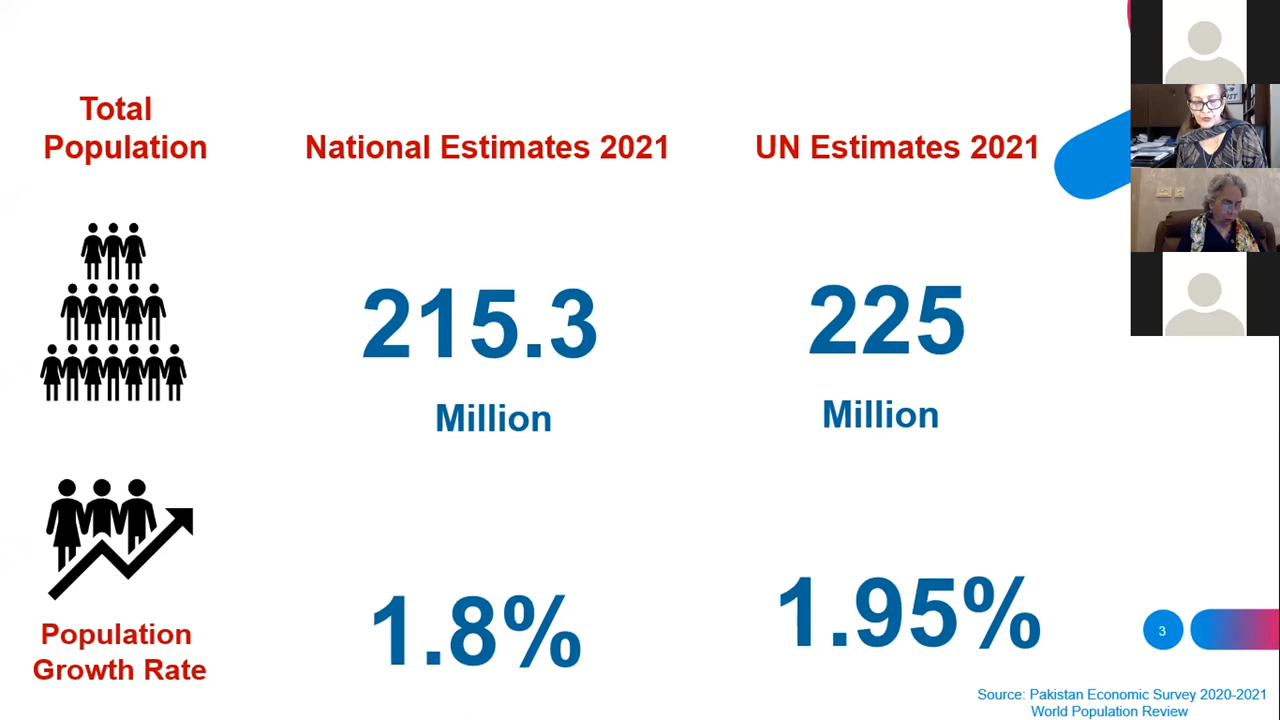 Total
Population
National Estimates 2021
UN Estimates 2021
215.3
Million
225
Million
Population
Growth Rate
1.8%
1.95%
3
Source: Pakistan Economic Survey 2020-2021
World Population Review